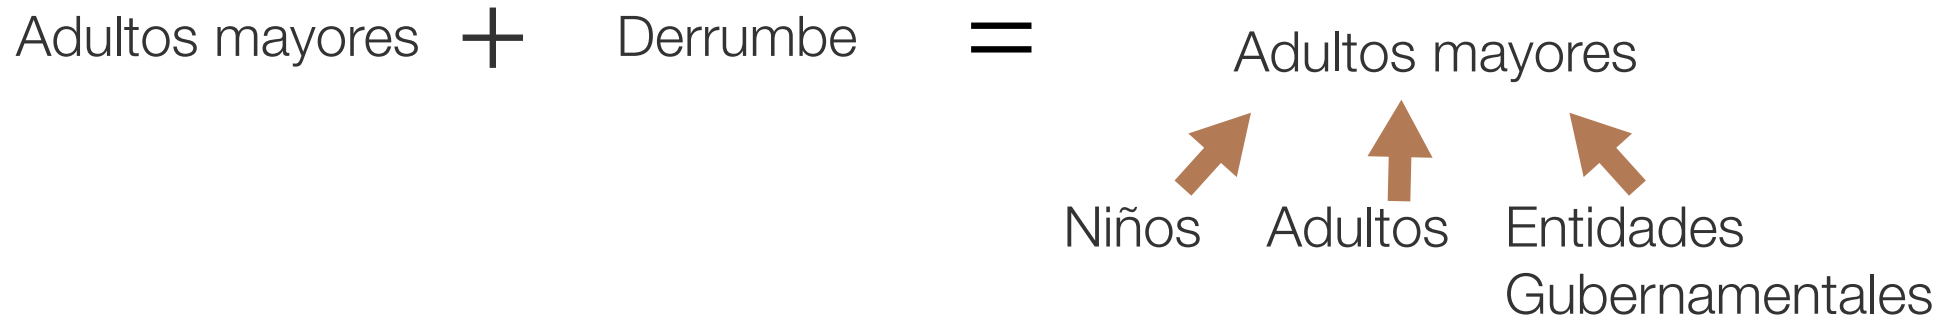 Adultos mayores + Derrumbe = Adultos mayores
Niños Adultos Entidades
Gubernamentales